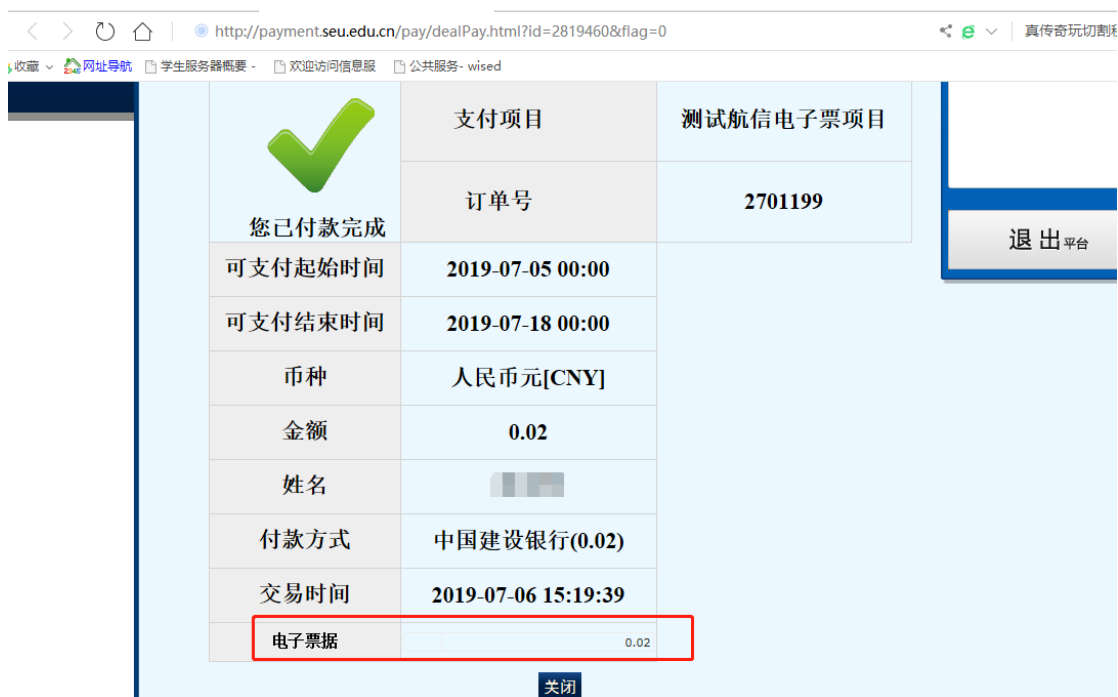 http://payment.seu.edu.cn/pay/dealPay.html?id=2819460&flag=0
真传奇玩切割
收藏 网址导航 学生服务器概要 - 欢迎访问信息服 公共服务- wised
支付项目 测试航信电子票项目
订单号 2701199
您已付款完成
退出平台
可支付起始时间 2019-07-05 00:00
可支付结束时间 2019-07-18 00:00
币种 人民币元[CNY]
金额 0.02
姓名
付款方式 中国建设银行(0.02)
交易时间 2019-07-06 15:19:39
电子票据 0.02
关闭